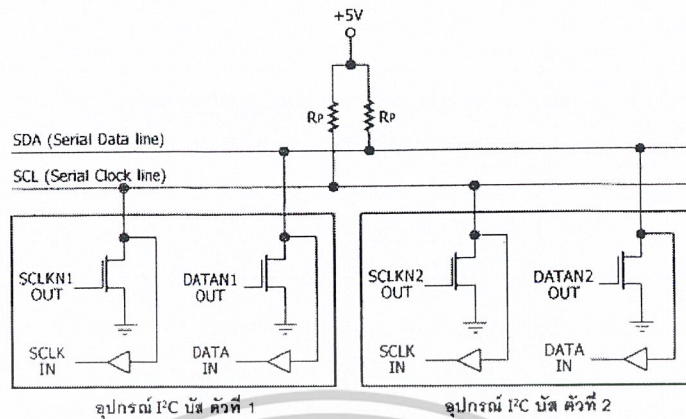 +5V
Rp Rp
SDA (Serial Data line)
SCL (Serial Clock line)
SCLKN1
OUT
DATAN1
OUT
SCLKN2
OUT
DATAN2
OUT
SCLK
IN
DATA
IN
SCLK
IN
DATA
IN
อุปกรณ์ I²C บัส ตัวที่ 1
อุปกรณ์ I²C บัส ตัวที่ 2